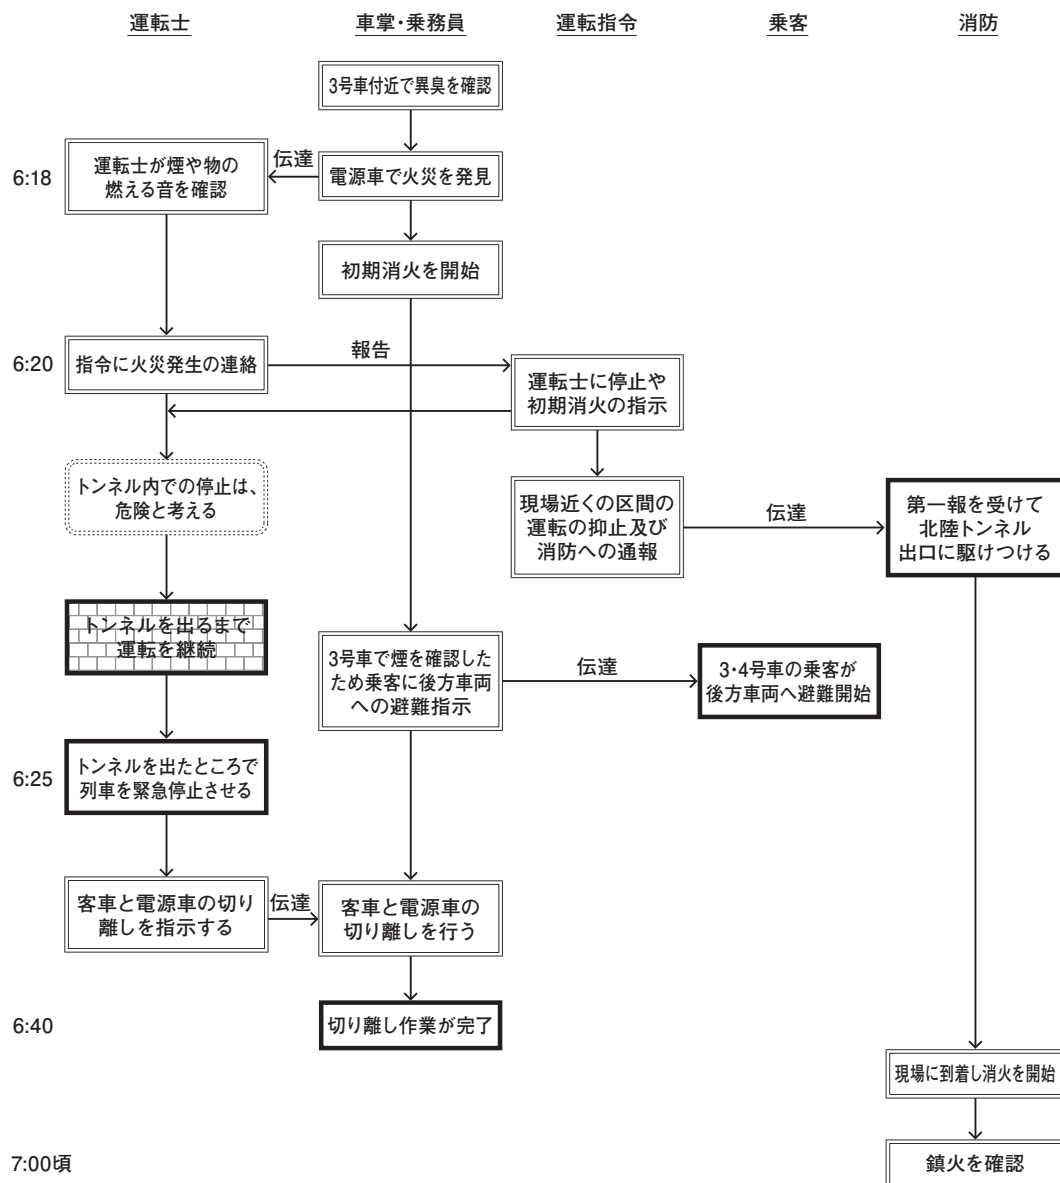 運転士
車掌・乗務員
運転指令
乗客
消防
3号車付近で異臭を確認
6:18
運転士が煙や物の
燃える音を確認
伝達
電源車で火災を発見
初期消火を開始
6:20
指令に火災発生の連絡
報告
運転士に停止や
初期消火の指示
トンネル内での停止は、
危険と考える
現場近くの区間の
運転の抑止及び
消防への通報
伝達
第一報を受けて
北陸トンネル
出口に駆けつける
トンネルを出るまで
運転を継続
3号車で煙を確認した
ため乗客に後方車両
への避難指示
伝達
3・4号車の乗客が
後方車両へ避難開始
6:25
トンネルを出たところで
列車を緊急停止させる
客車と電源車の切り
離しを指示する
伝達
客車と電源車の
切り離しを行う
6:40
切り離し作業が完了
現場に到着し消火を開始
7:00頃
鎮火を確認